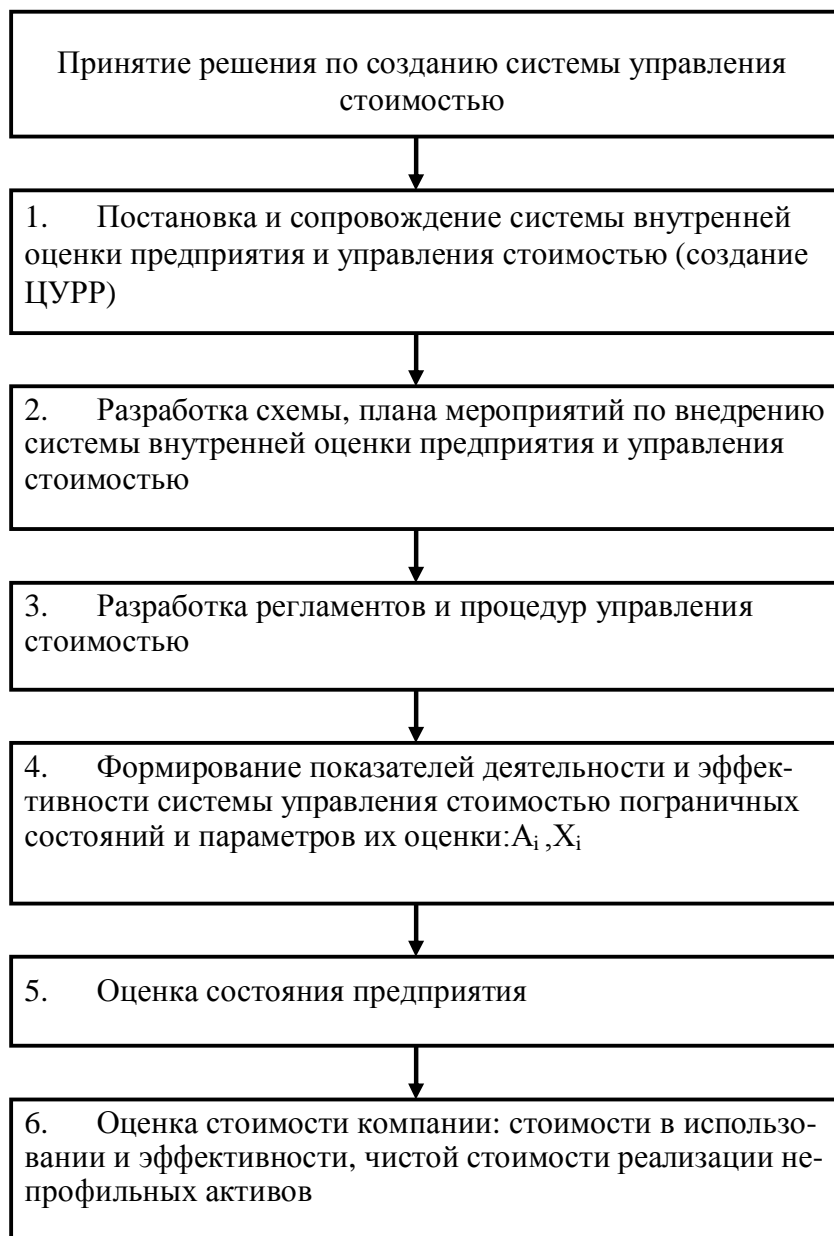 Принятие решения по созданию системы управления
стоимостью
1. Постановка и сопровождение системы внутренней
оценки предприятия и управления стоимостью (создание
ЦУРР)
2. Разработка схемы, плана мероприятий по внедрению
системы внутренней оценки предприятия и управления
стоимостью
3. Разработка регламентов и процедур управления
стоимостью
4. Формирование показателей деятельности и эффек-
тивности системы управления стоимостью пограничных
состояний и параметров их оценки:Ai ,Xi
5. Оценка состояния предприятия
6. Оценка стоимости компании: стоимости в использо-
вании и эффективности, чистой стоимости реализации не-
профильных активов